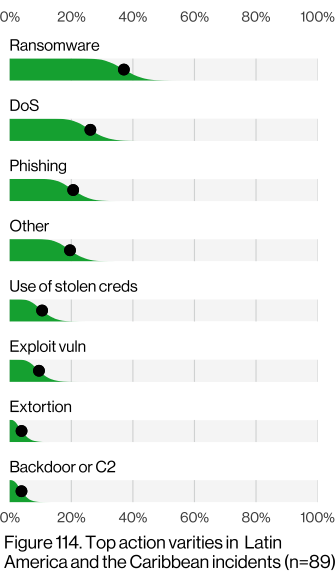 0% 20% 40% 60% 80% 100%
Ransomware
DoS
Phishing
Other
Use of stolen creds
Exploit vuln
Extortion
Backdoor or C2
0% 20% 40% 60% 80% 100%
Figure 114. Top action varities in Latin
America and the Caribbean incidents (n=89)